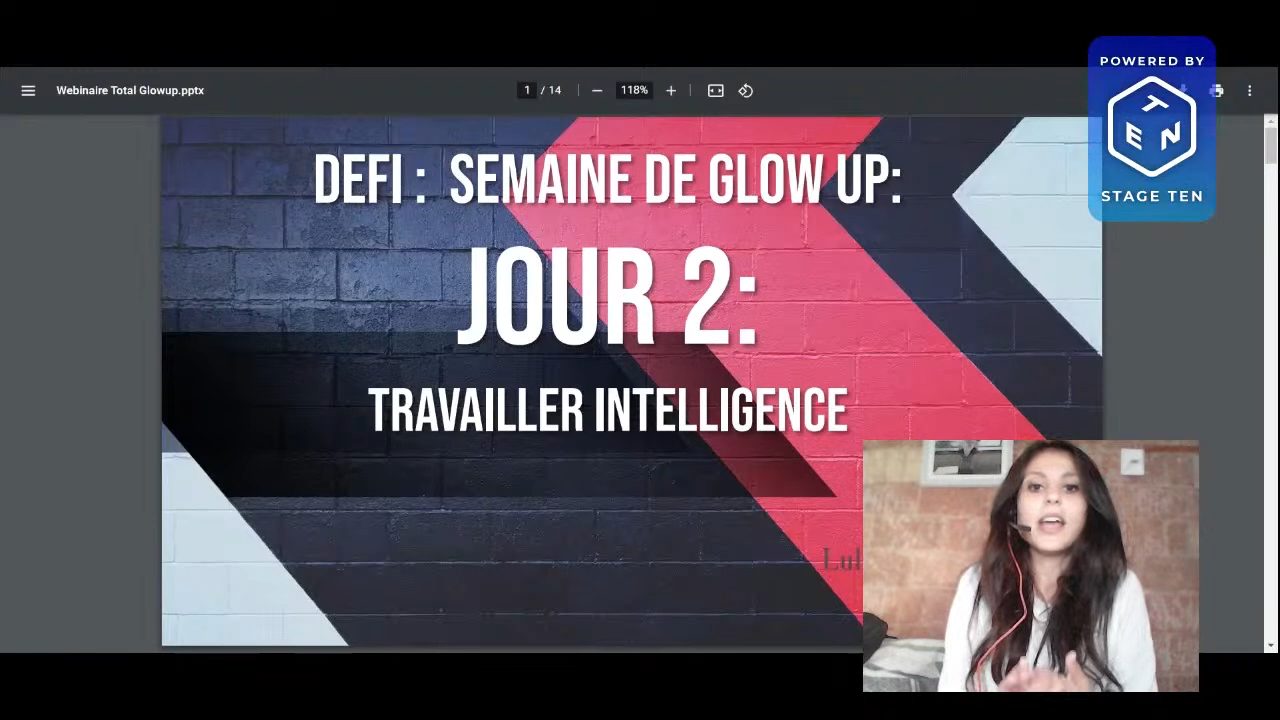 Webinaire Total Glowup.pptx
1 / 14
118%
POWERED BY
TEN
STAGE TEN
DEFI : SEMAINE DE GLOW UP:
JOUR 2:
TRAVAILLER INTELLIGENCE